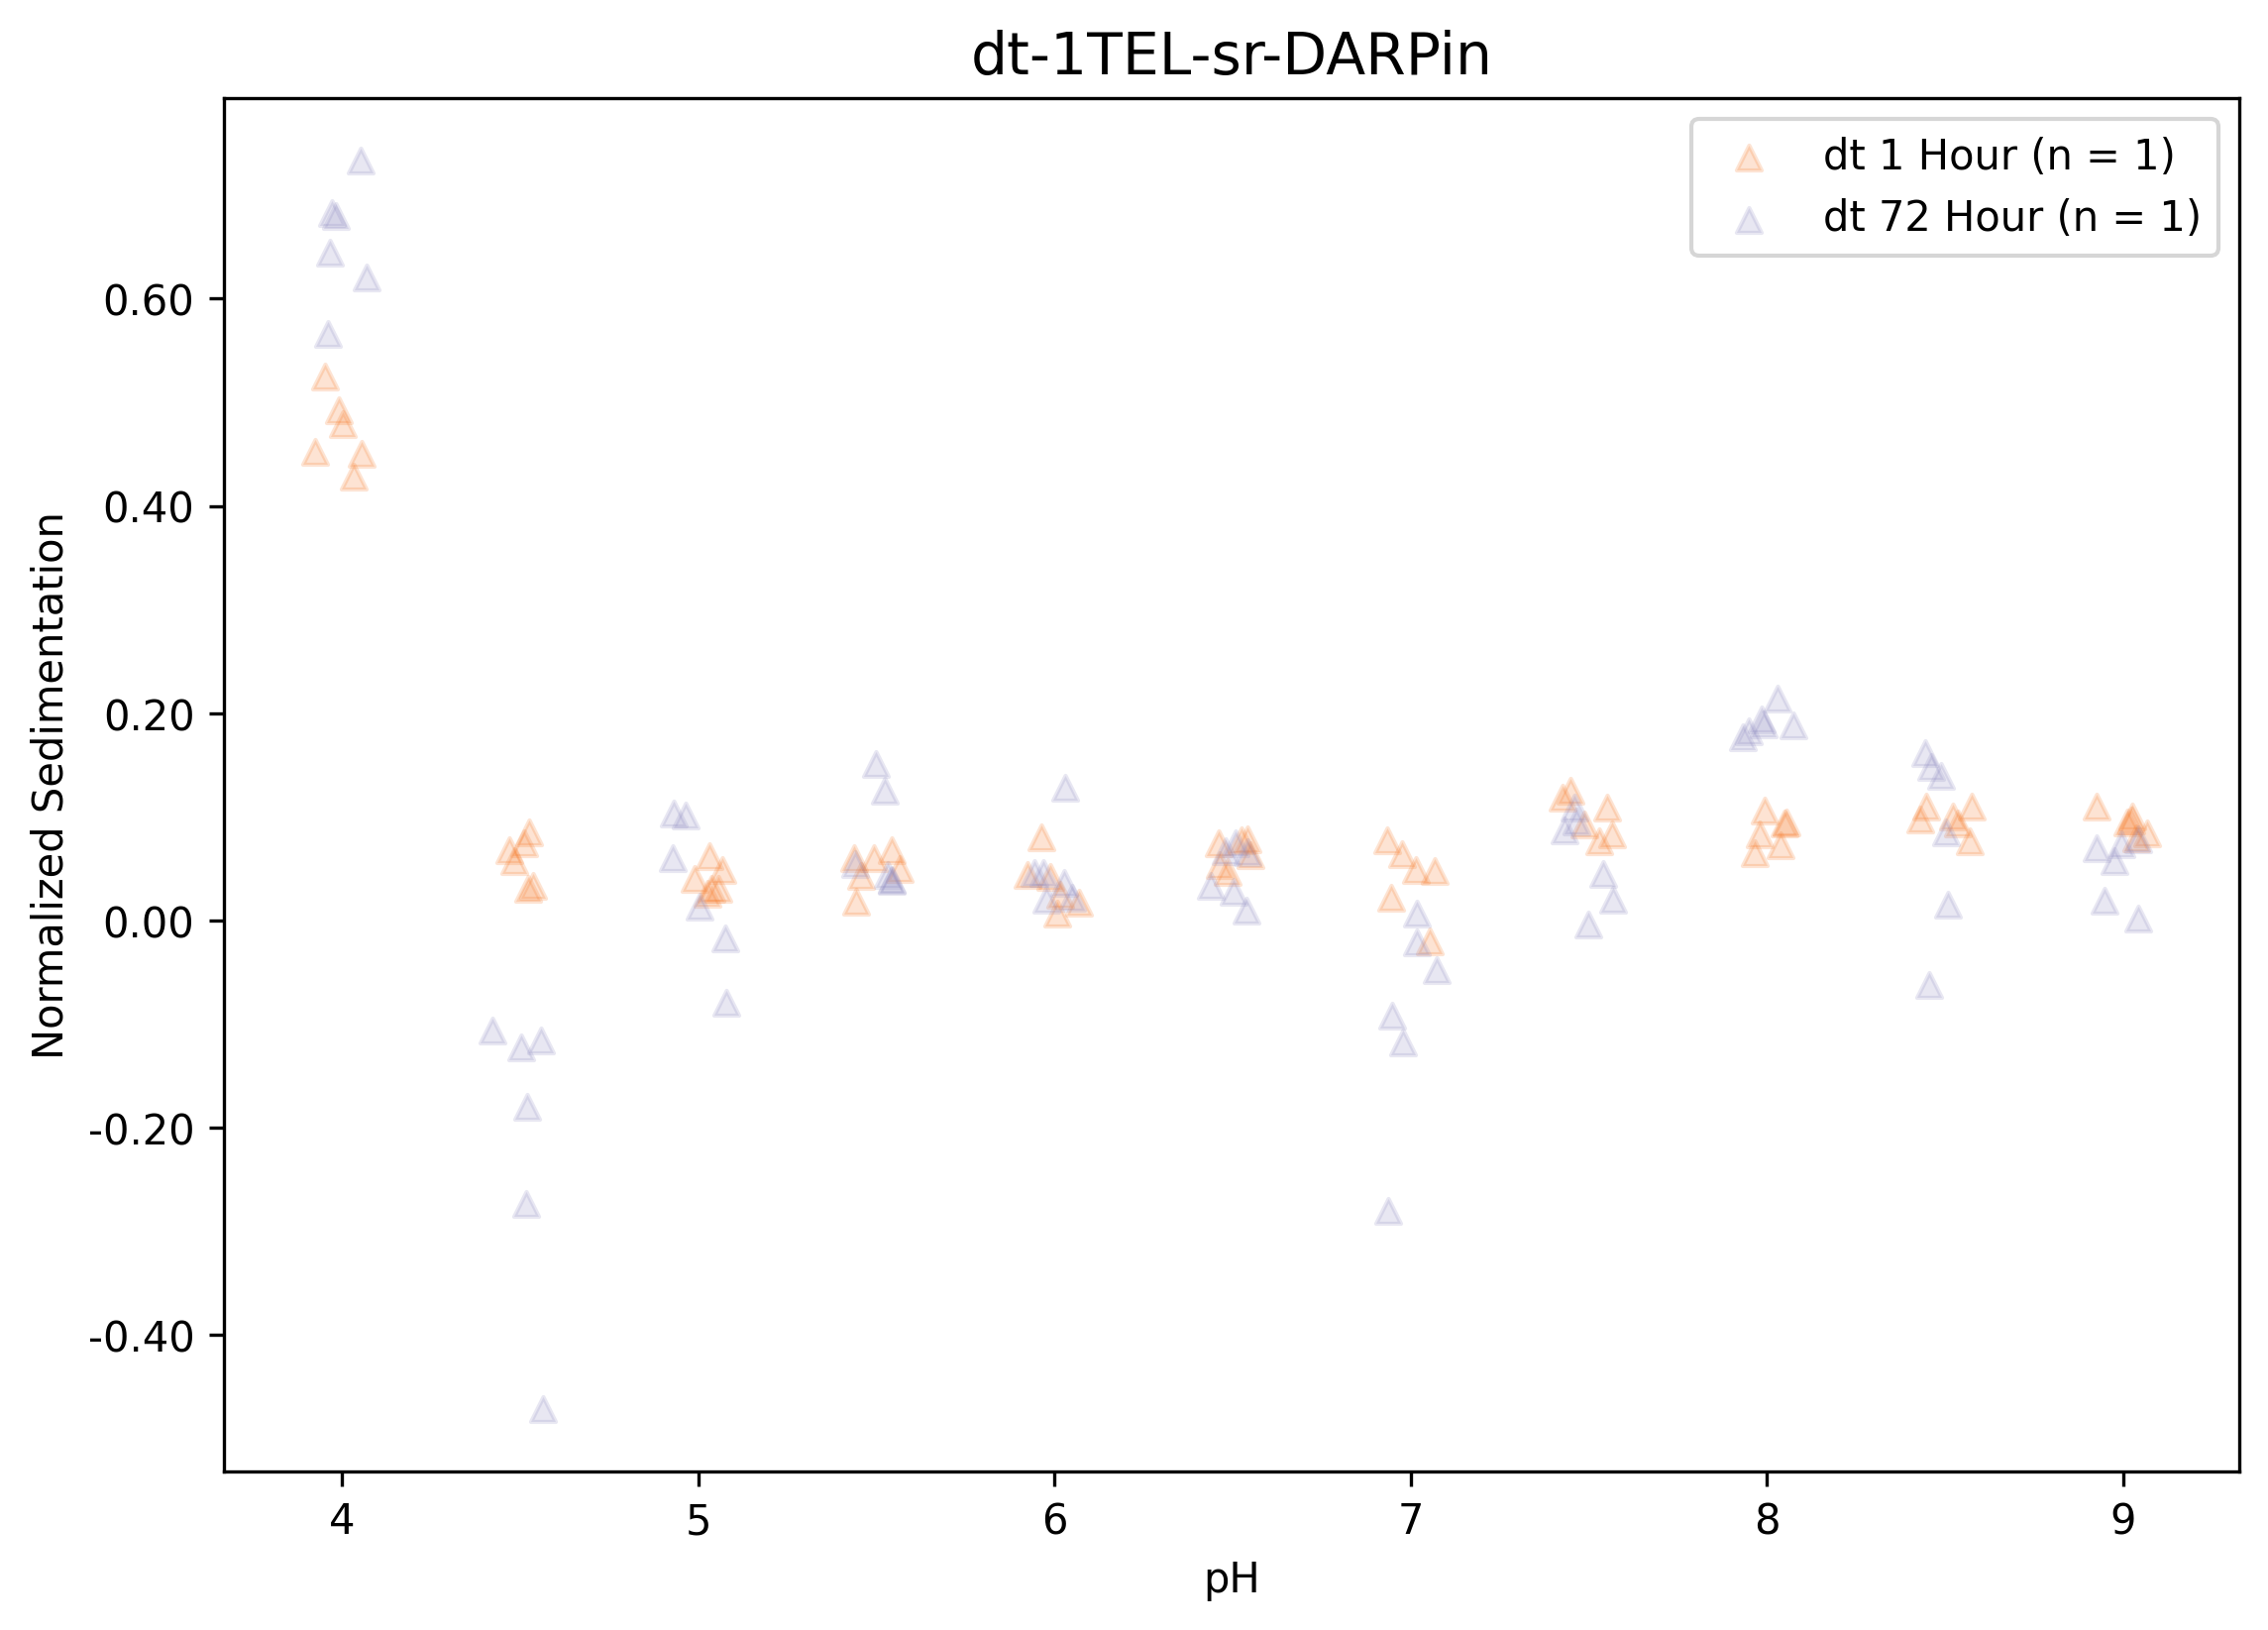 dt-1TEL-sr-DARPin
dt 1 Hour (n = 1)
dt 72 Hour (n = 1)
Normalized Sedimentation
0.60
0.40
0.20
0.00
-0.20
-0.40
4 5 6 7 8 9
pH